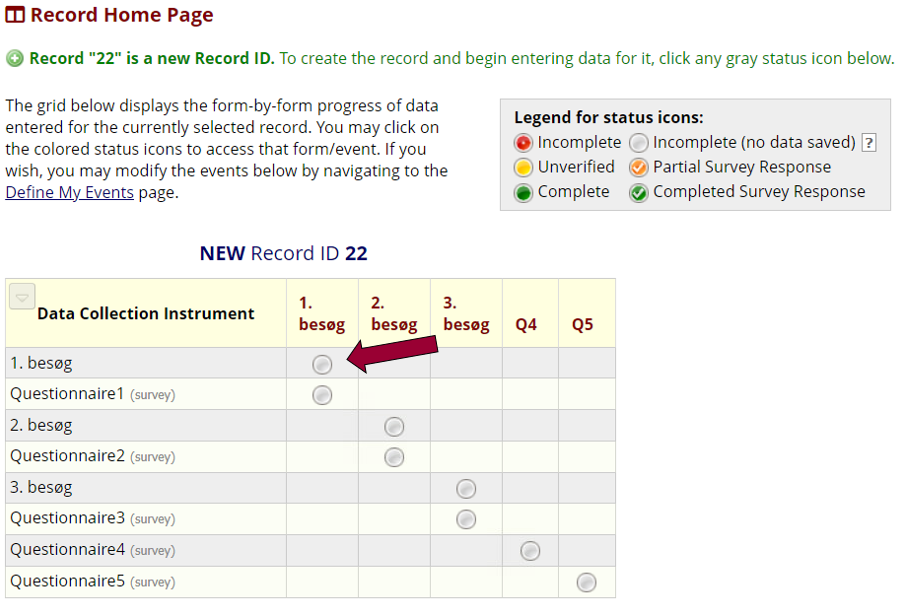 Record Home Page
Record "22" is a new Record ID. To create the record and begin entering data for it, click any gray status icon below.
The grid below displays the form-by-form progress of data
entered for the currently selected record. You may click on
the colored status icons to access that form/event. If you
wish, you may modify the events below by navigating to the
Define My Events page.
Legend for status icons:
Incomplete Incomplete (no data saved) ?
Unverified Partial Survey Response
Complete Completed Survey Response
NEW Record ID 22
Data Collection Instrument 1. besøg 2. besøg 3. besøg Q4 Q5
1. besøg
Questionnaire1 (survey)
2. besøg
Questionnaire2 (survey)
3. besøg
Questionnaire3 (survey)
Questionnaire4 (survey)
Questionnaire5 (survey)